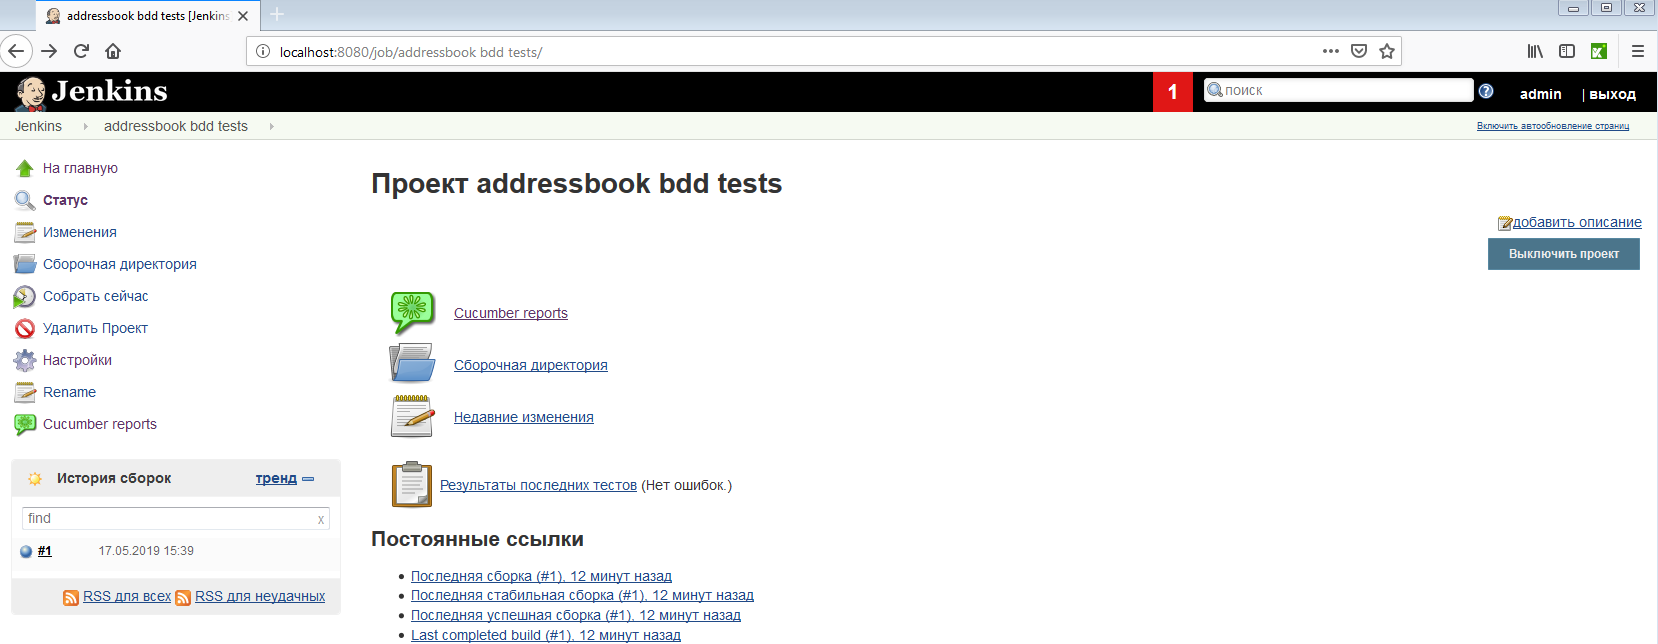 addressbook bdd tests [Jenkins
localhost:8080/job/addressbook bdd tests/
Jenkins
1
поиск
admin
| выход
Jenkins
addressbook bdd tests
Включить автообновление страниц
На главную
Статус
Изменения
Сборочная директория
Собрать сейчас
Удалить Проект
Настройки
Rename
Cucumber reports
История сборок
тренд
find
x
#1
17.05.2019 15:39
RSS для всех
RSS для неудачных
Проект addressbook bdd tests
добавить описание
Выключить проект
Cucumber reports
Сборочная директория
Недавние изменения
Результаты последних тестов (Нет ошибок.)
Постоянные ссылки
Последняя сборка (#1), 12 минут назад
Последняя стабильная сборка (#1), 12 минут назад
Последняя успешная сборка (#1), 12 минут назад
Last completed build (#1), 12 минут назад